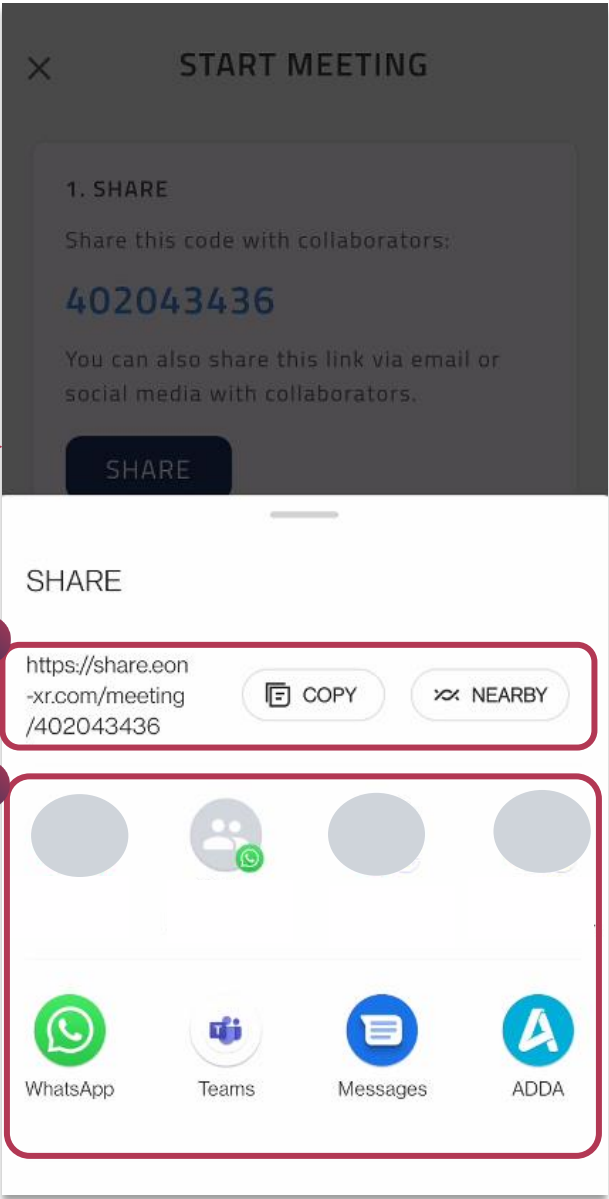 START MEETING
1. SHARE
Share this code with collaborators:
402043436
You can also share this link via email or
social media with collaborators.
SHARE
SHARE
https://share.eon
-xr.com/meeting
/402043436
COPY
NEARBY
WhatsApp
Teams
Messages
ADDA